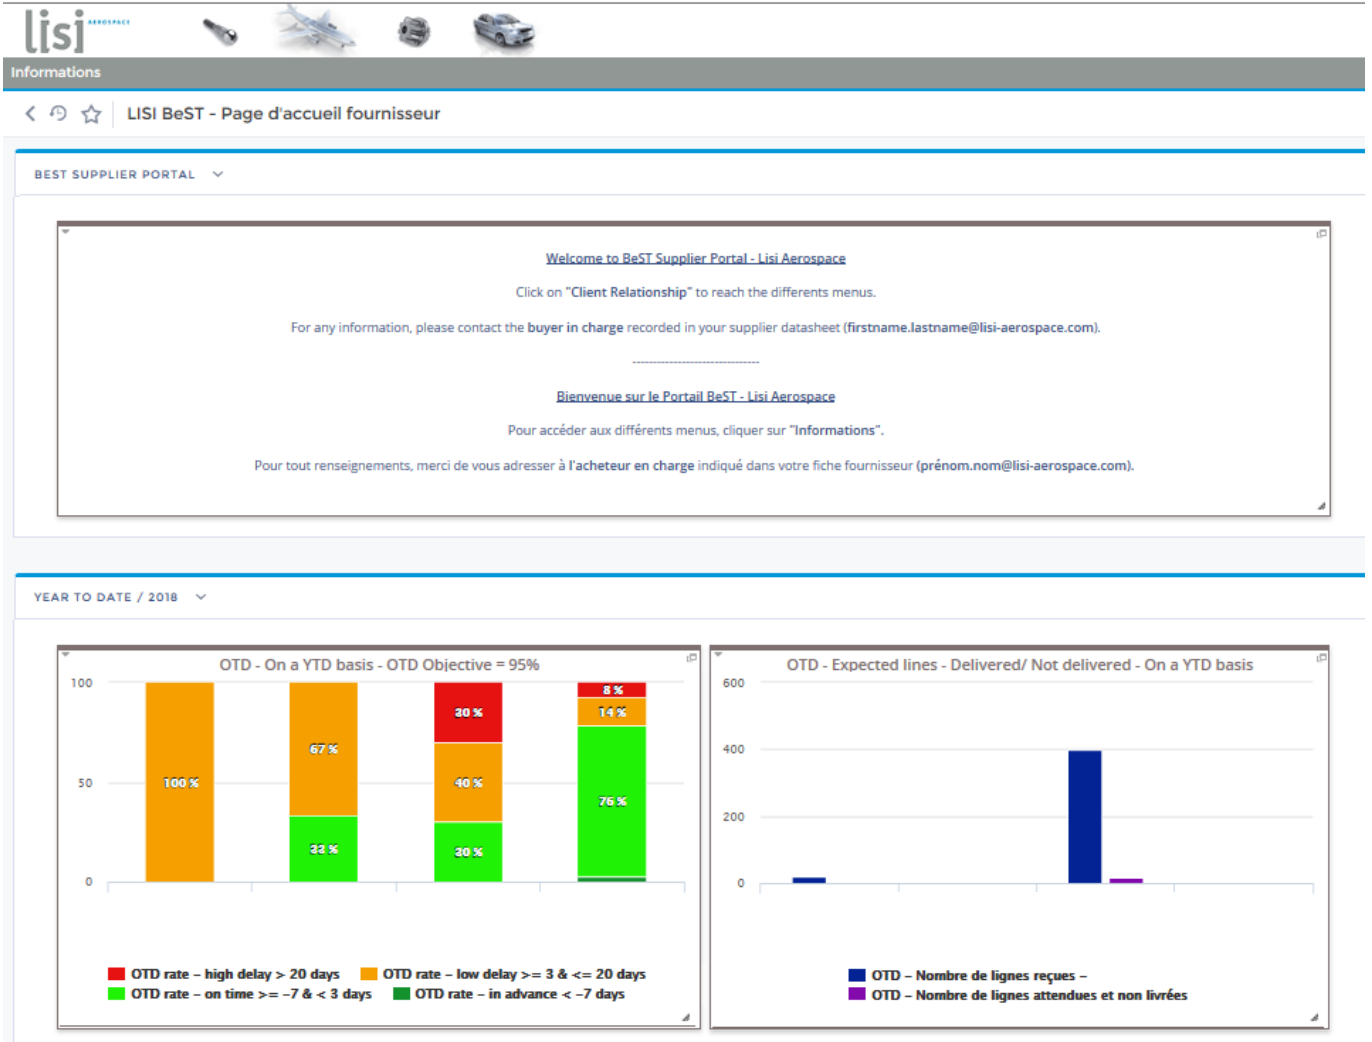 lisi AEROSPACE
Informations
LISI BeST - Page d'accueil fournisseur
BEST SUPPLIER PORTAL
Welcome to BeST Supplier Portal - Lisi Aerospace
Click on "Client Relationship" to reach the differents menus.
For any information, please contact the buyer in charge recorded in your supplier datasheet (firstname.lastname@lisi-aerospace.com).
-------------------------------
Bienvenue sur le Portail BeST - Lisi Aerospace
Pour accéder aux différents menus, cliquer sur "Informations".
Pour tout renseignements, merci de vous adresser à l'acheteur en charge indiqué dans votre fiche fournisseur (prénom.nom@lisi-aerospace.com).
YEAR TO DATE / 2018
OTD - On a YTD basis - OTD Objective = 95%
100
50
0
100 %
67 %
33 %
30 %
40 %
30 %
8 %
14 %
76 %
OTD rate – high delay > 20 days
OTD rate – low delay >= 3 & <= 20 days
OTD rate – on time >= –7 & < 3 days
OTD rate – in advance < –7 days
OTD - Expected lines - Delivered/ Not delivered - On a YTD basis
600
400
200
0
OTD – Nombre de lignes reçues –
OTD – Nombre de lignes attendues et non livrées